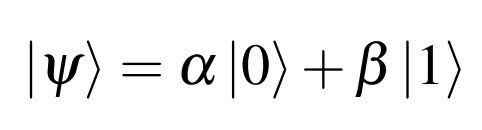 |ψ⟩ = α|0⟩ + β|1⟩